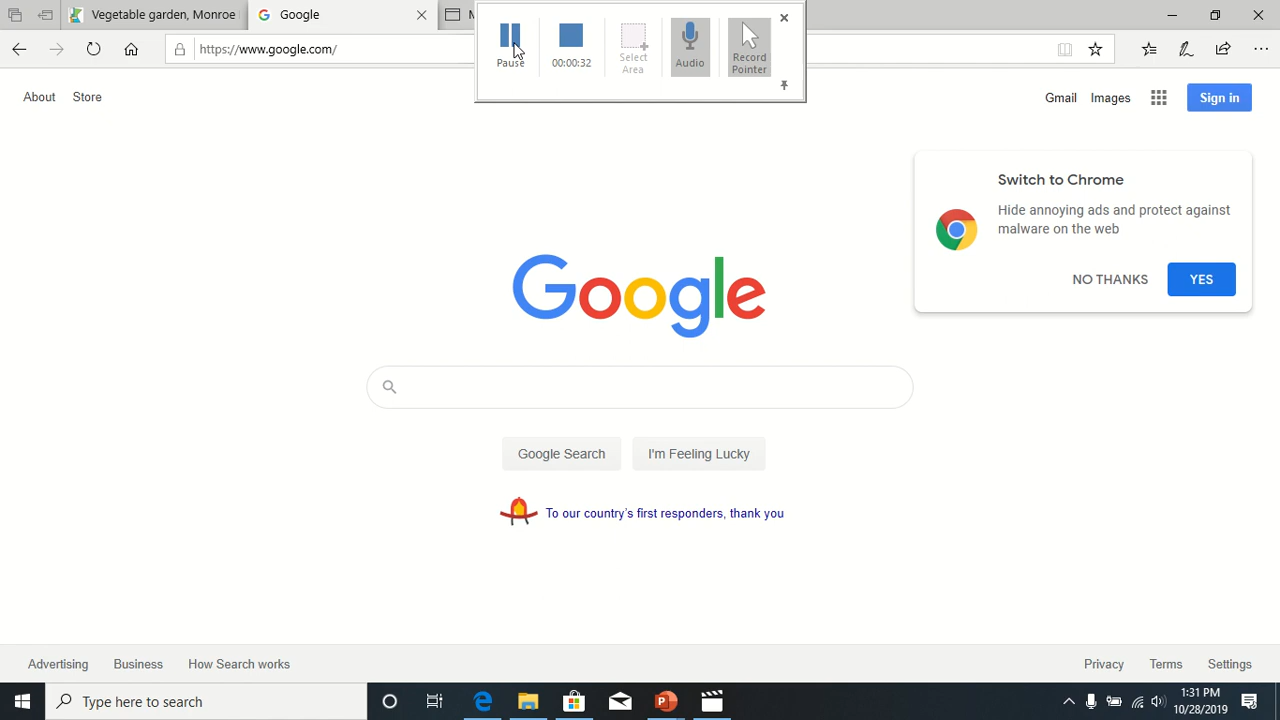 Vegetable garden, Monroe
Google
N
https://www.google.com/
Pause
00:00:32
Select
Area
Audio
Record
Pointer
About
Store
Gmail
Images
Sign in
Switch to Chrome
Hide annoying ads and protect against
malware on the web
NO THANKS
YES
Google
Google Search
I'm Feeling Lucky
To our country's first responders, thank you
Advertising
Business
How Search works
Privacy
Terms
Settings
Type here to search
1:31 PM
10/28/2019